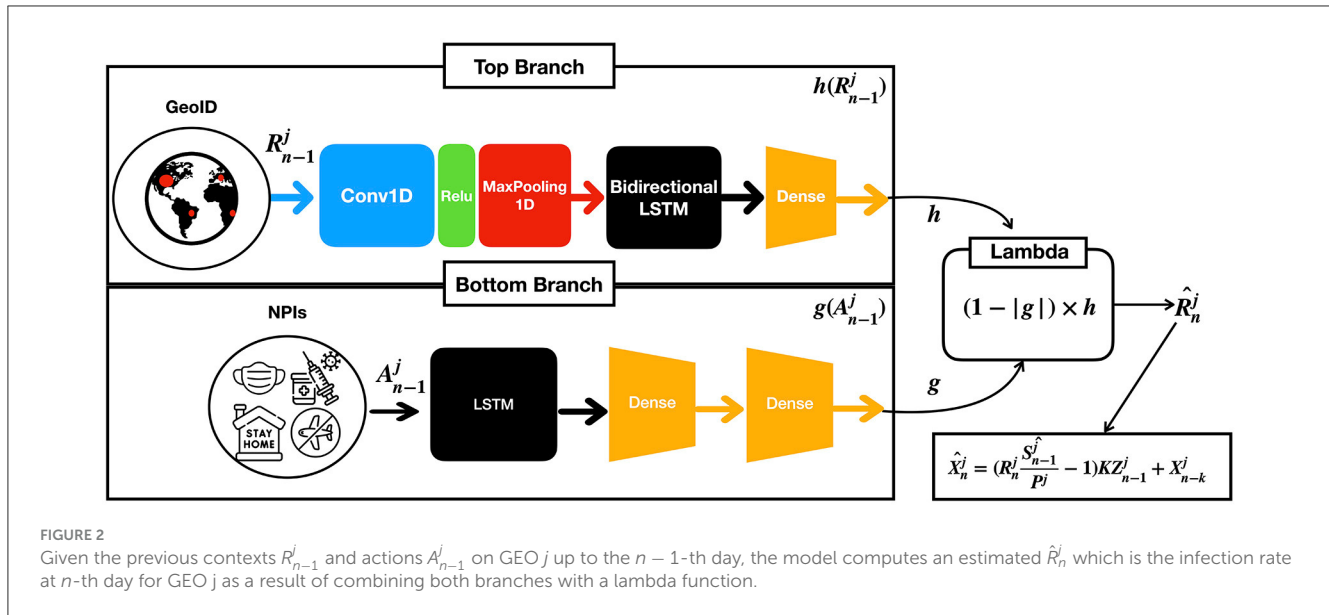 Top Branch
h(R^j_{n-1})
GeoID
R^j_{n-1}
Conv1D
Relu
MaxPooling
1D
Bidirectional
LSTM
Dense
h
Lambda
(1 − |g|) × h
R̂^j_n
Bottom Branch
g(A^j_{n-1})
NPIs
STAY
HOME
A^j_{n-1}
LSTM
Dense
Dense
g
X̂^j_n = (R^j_n Ŝ^j_{n-1}/P^j − 1)KZ^j_{n-1} + X^j_{n-k}
FIGURE 2
Given the previous contexts R^j_{n−1} and actions A^j_{n−1} on GEO j up to the n − 1-th day, the model computes an estimated R̂^j_n which is the infection rate
at n-th day for GEO j as a result of combining both branches with a lambda function.